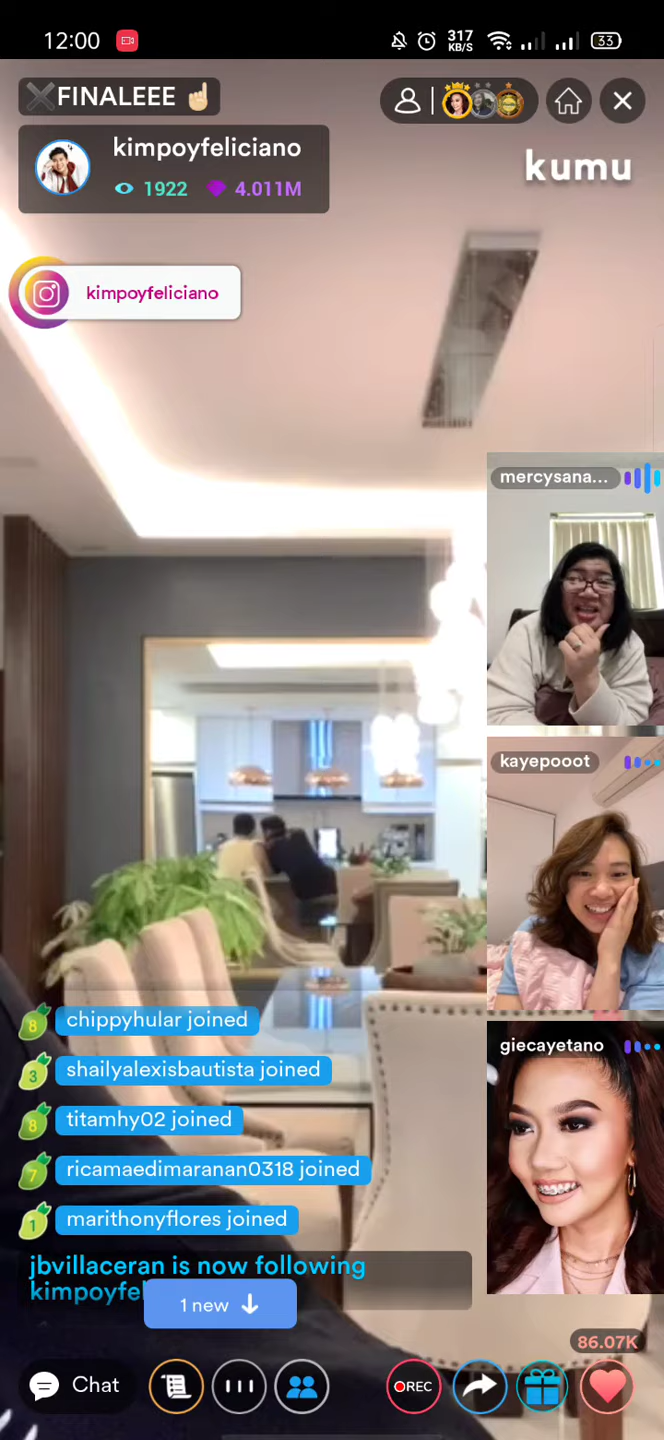 12:00
317
KB/S
33
FINALEEE
kimpoyfeliciano
1922
4.011M
kumu
kimpoyfeliciano
mercysana...
kayepooot
giecayetano
8 chippyhular joined
3 shailyalexisbautista joined
8 titamhy02 joined
7 ricamaedimaranan0318 joined
1 marithonyflores joined
jbvillaceran is now following
kimpoyfel
1 new
86.07K
Chat
REC